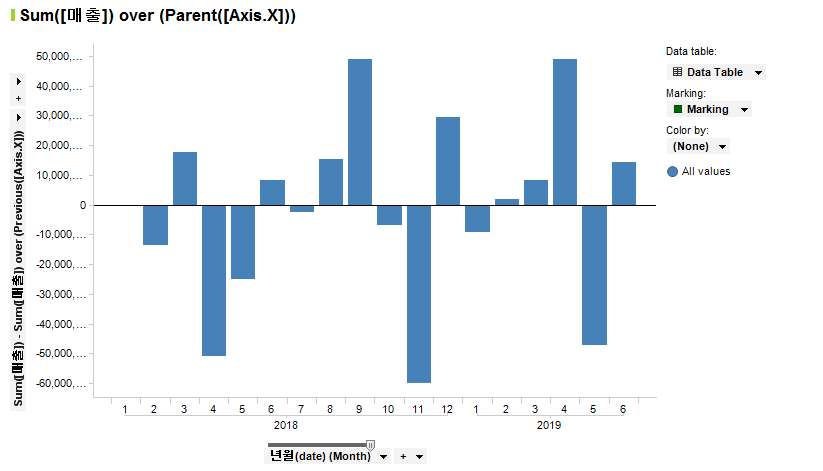 Sum([매출]) over (Parent([Axis.X]))
Sum([매출]) - Sum([매출]) over (Previous([Axis.X]))
+
50,000,...
40,000,...
30,000,...
20,000,...
10,000,...
0
-10,000,...
-20,000,...
-30,000,...
-40,000,...
-50,000,...
-60,000,...
1 2 3 4 5 6 7 8 9 10 11 12 1 2 3 4 5 6
2018 2019
년월(date) (Month) +
Data table:
Data Table
Marking:
Marking
Color by:
(None)
All values